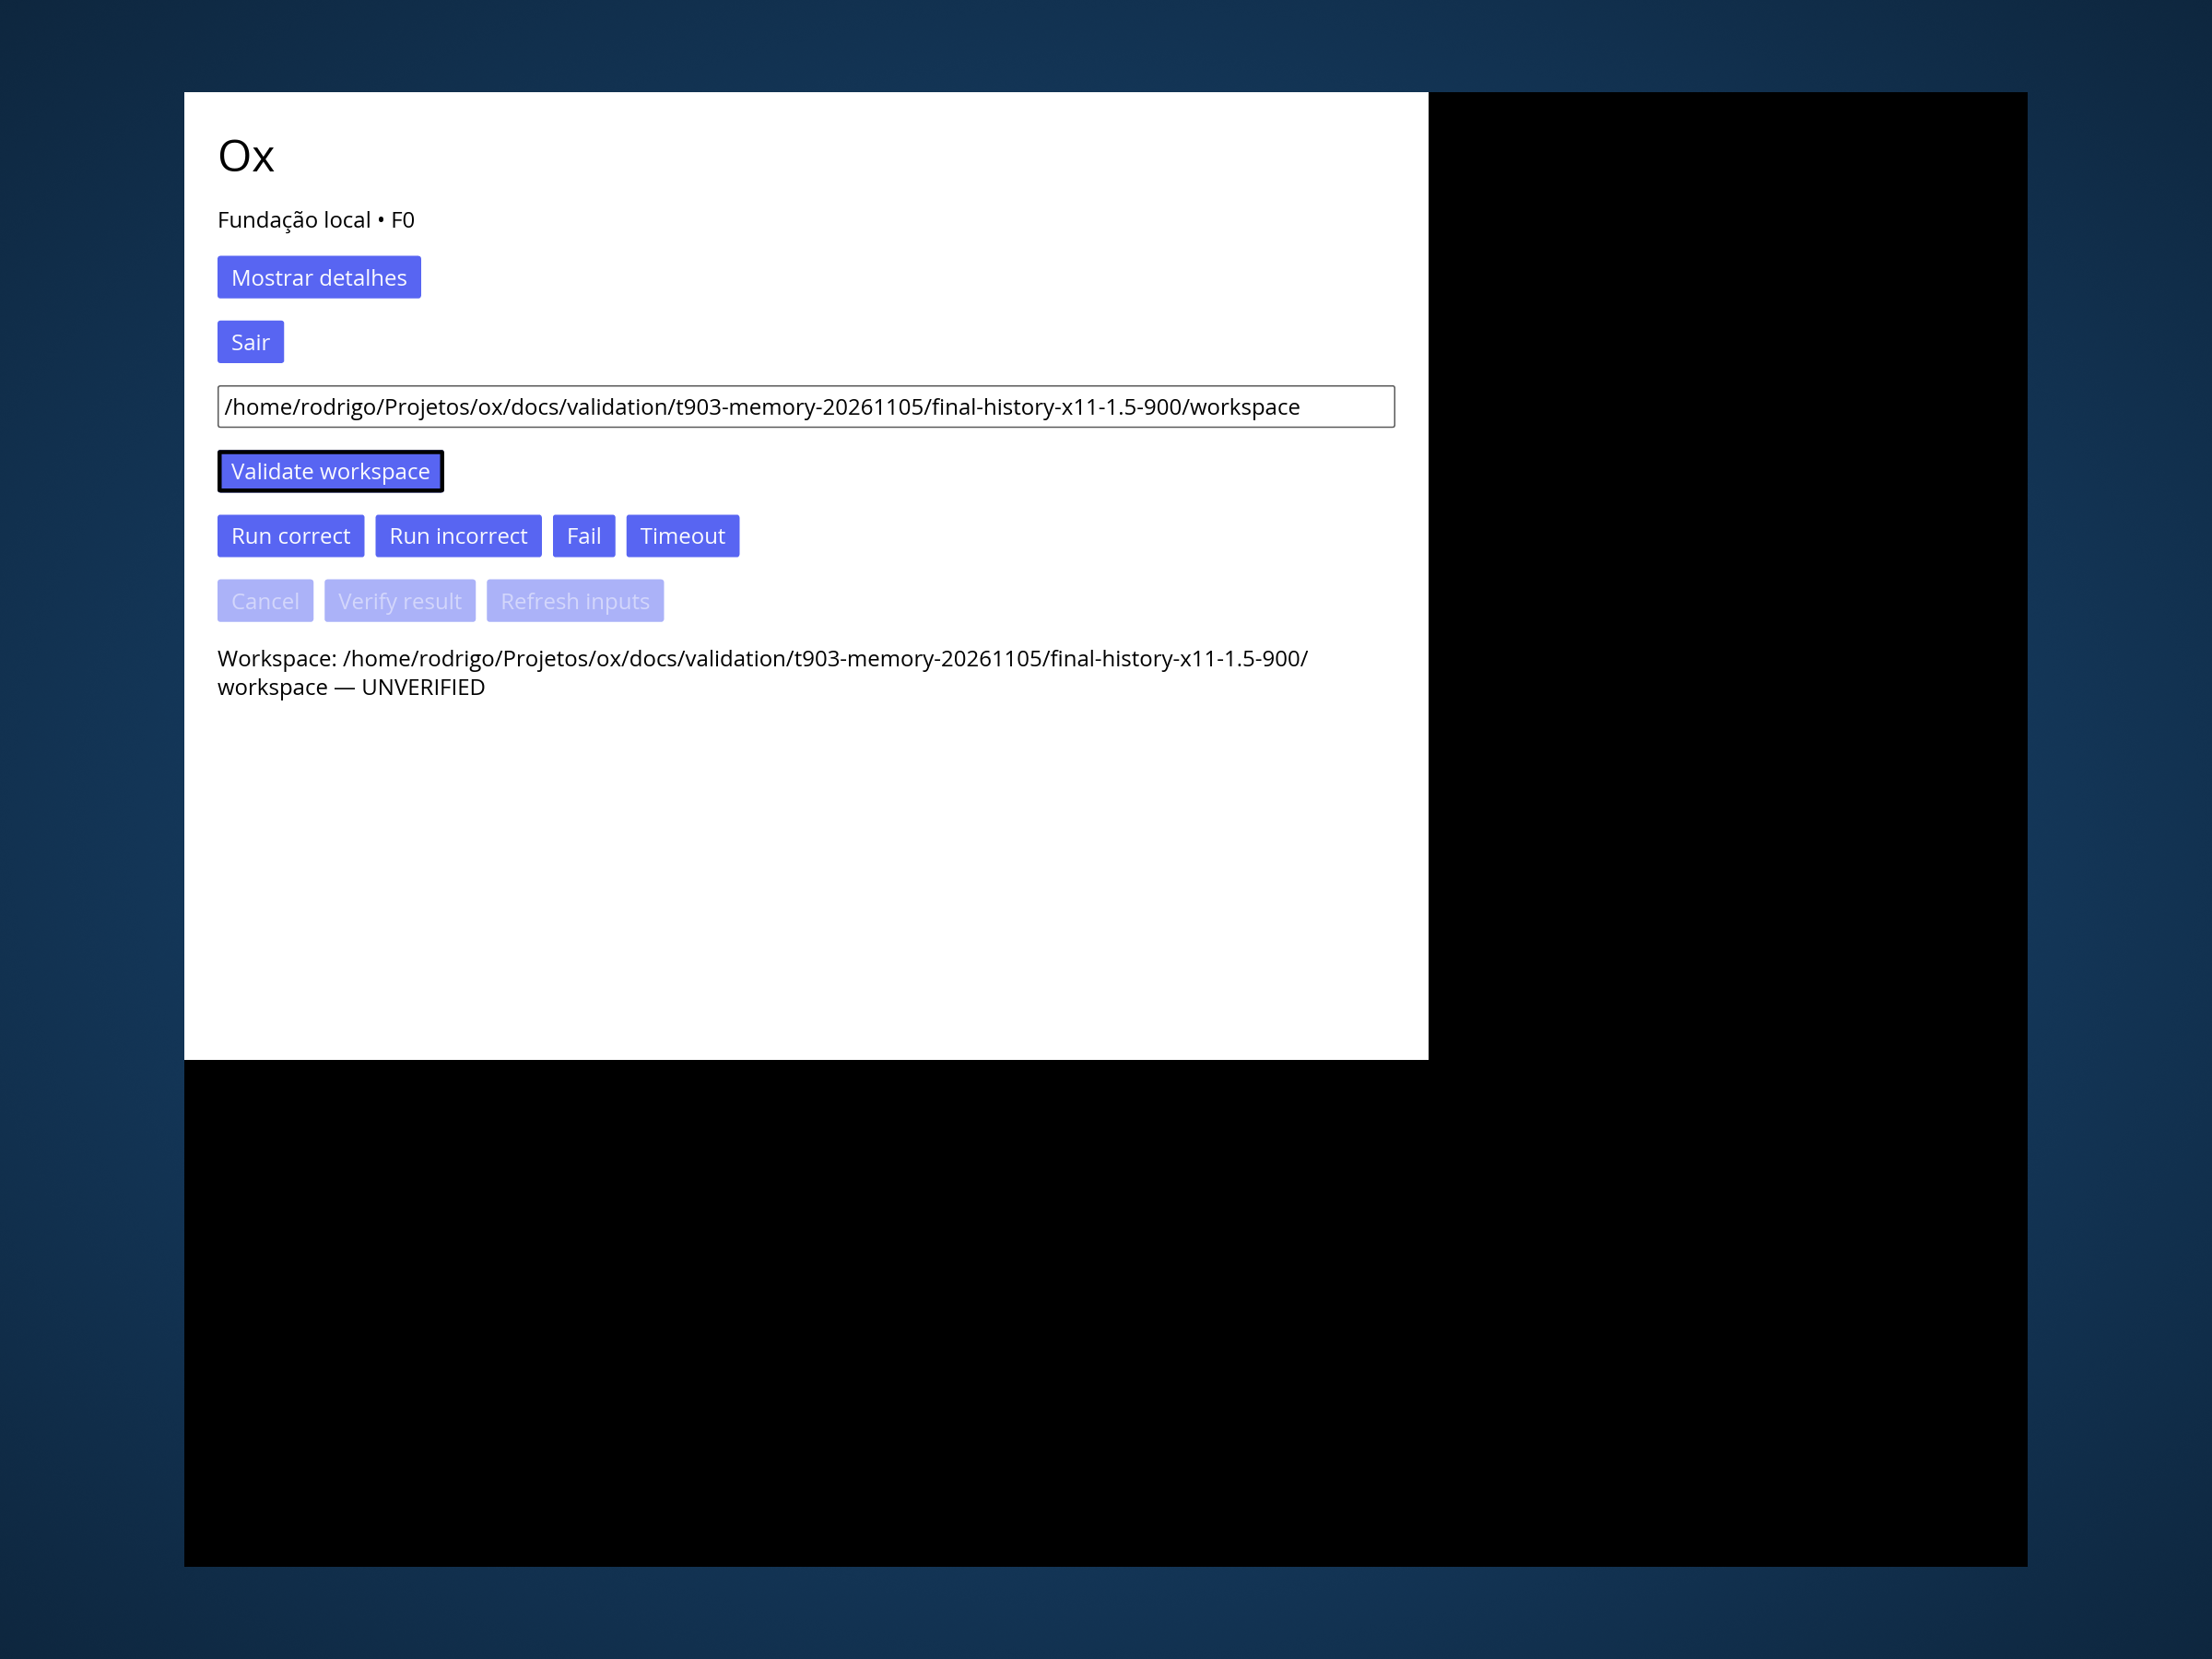 Ox
Fundação local • F0
Mostrar detalhes
Sair
/home/rodrigo/Projetos/ox/docs/validation/t903-memory-20261105/final-history-x11-1.5-900/workspace
Validate workspace
Run correct Run incorrect Fail Timeout
Cancel Verify result Refresh inputs
Workspace: /home/rodrigo/Projetos/ox/docs/validation/t903-memory-20261105/final-history-x11-1.5-900/
workspace — UNVERIFIED